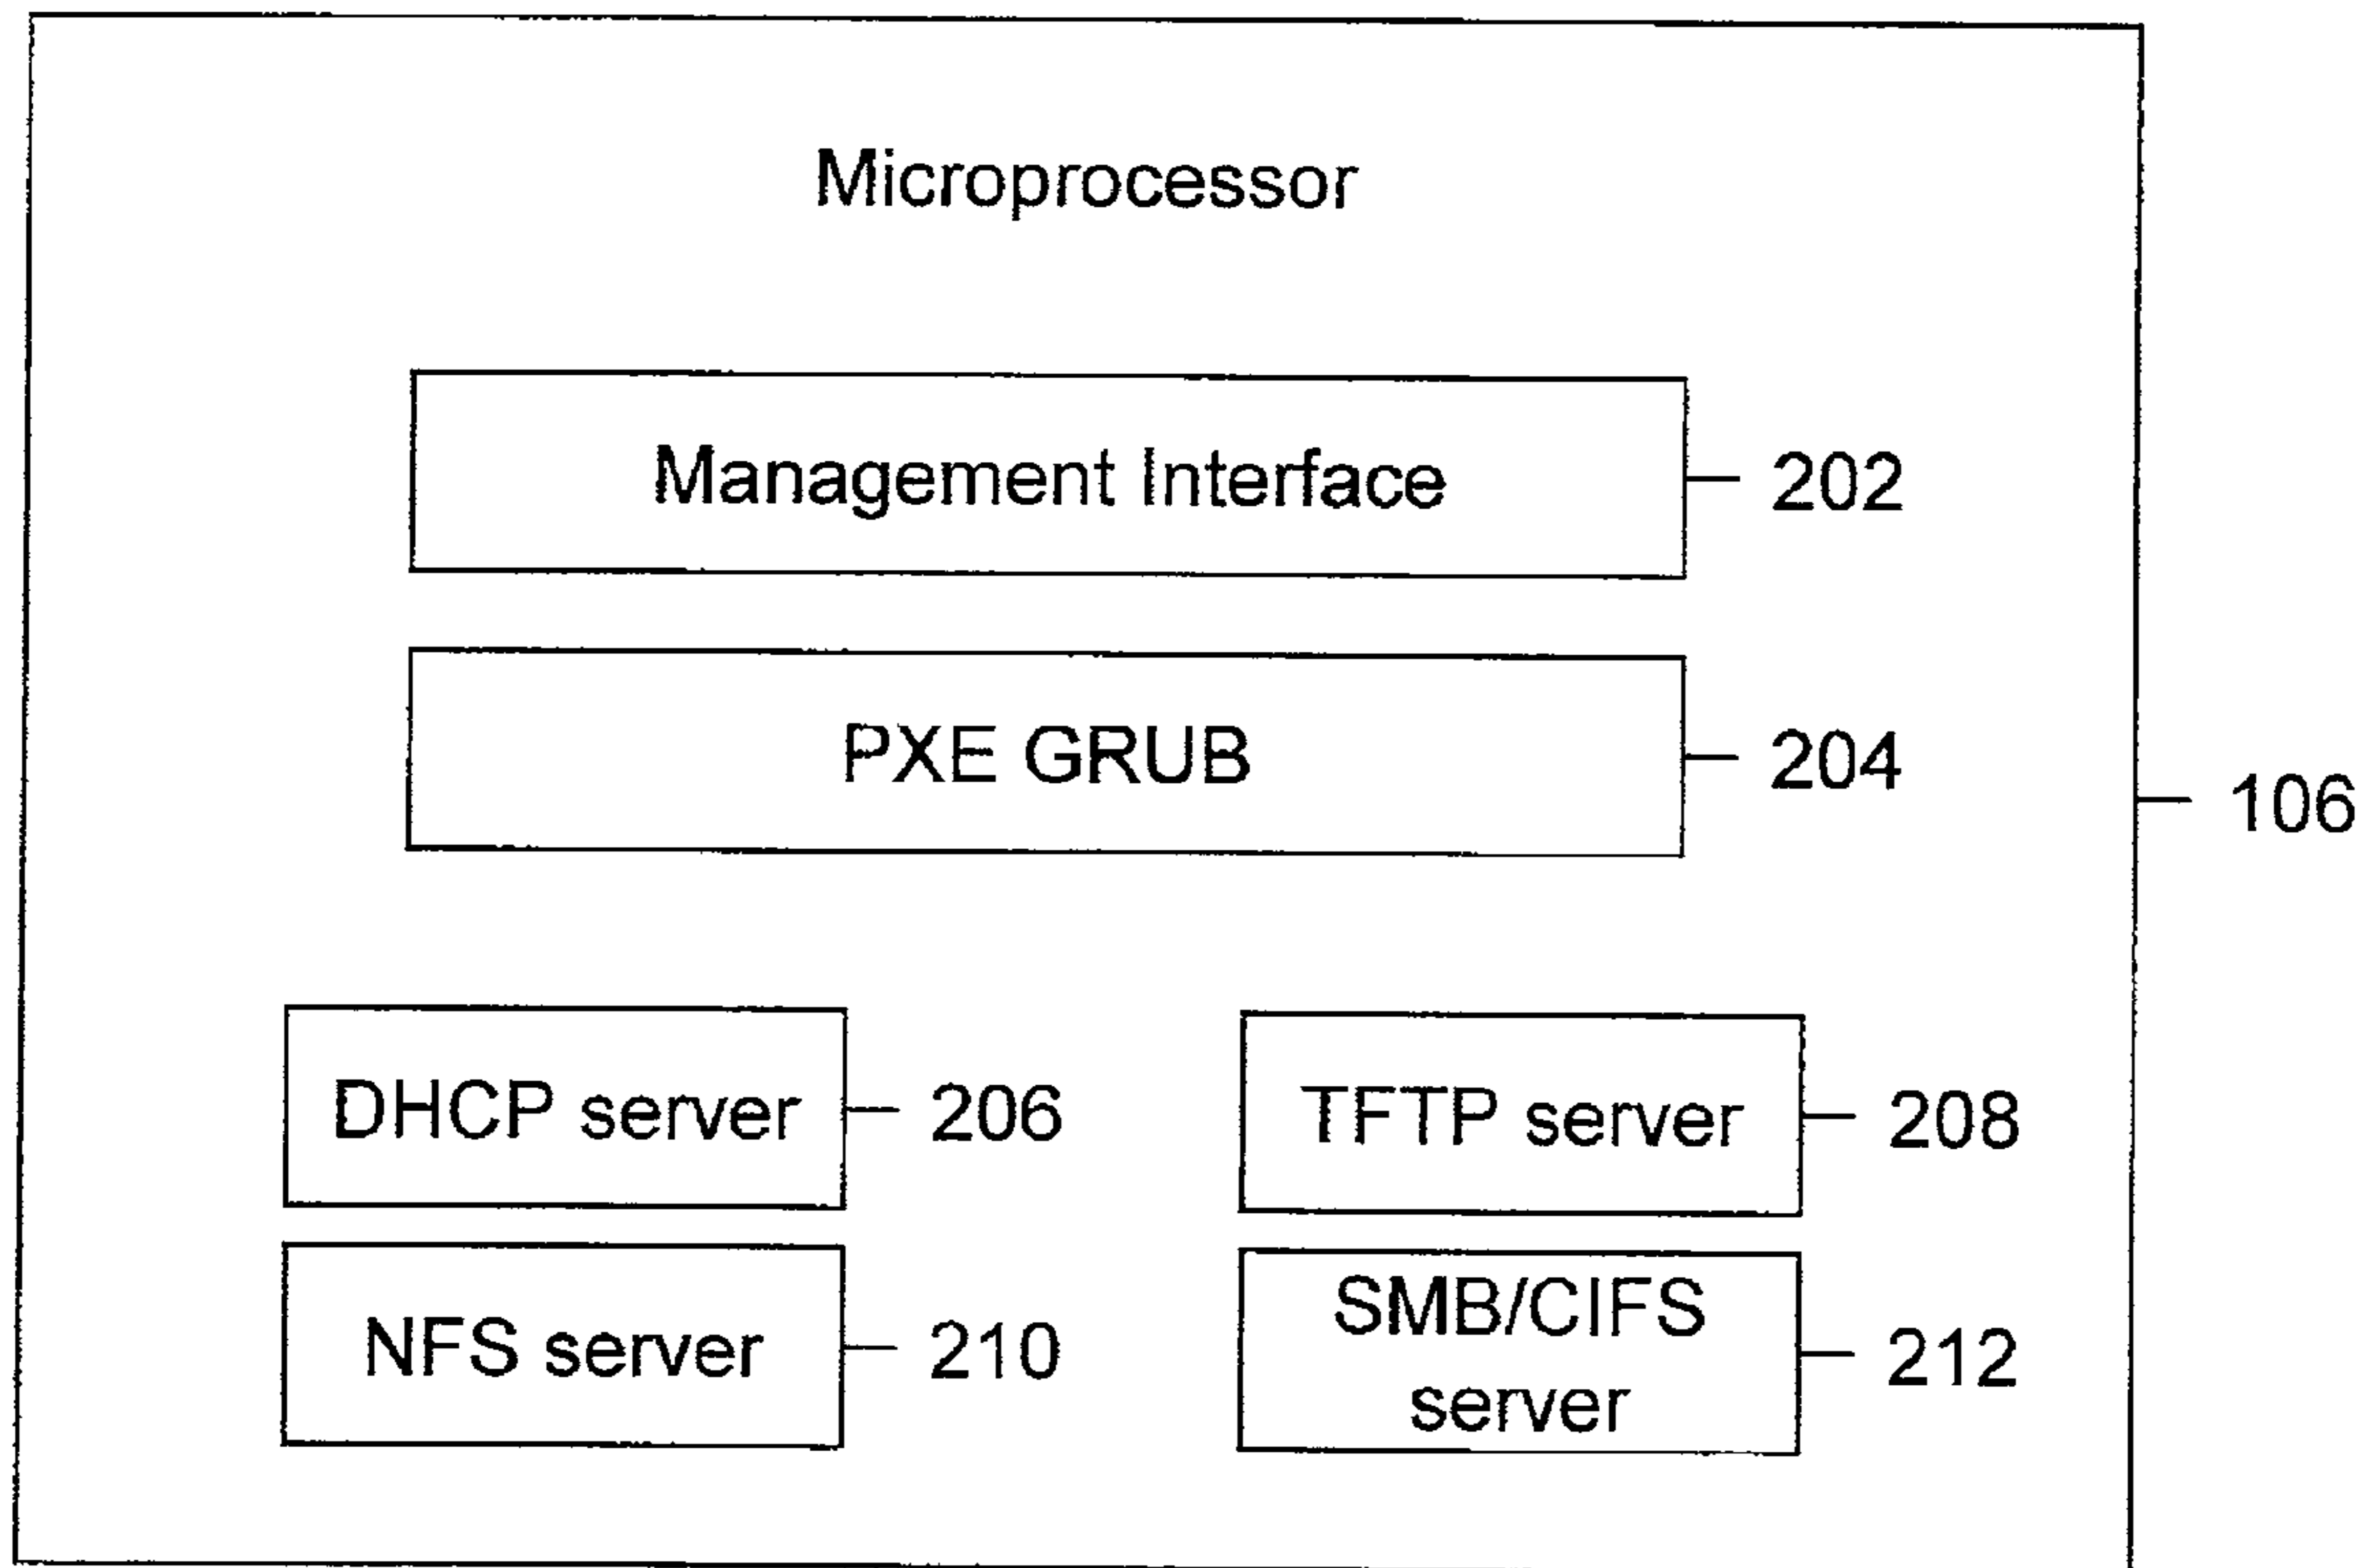 Microprocessor
Management Interface
202
PXE GRUB
204
106
DHCP server
206
TFTP server
208
NFS server
210
SMB/CIFS
server
212